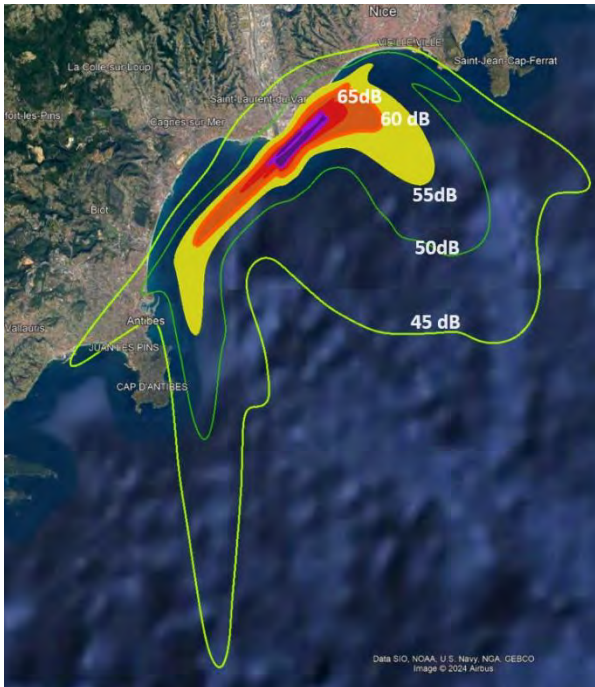 Nice
VIEILLE VILLE
Saint-Jean Cap-Ferrat
La Colle-sur-Loup
Saint-Laurent-du-Var
65dB
60 dB
Cagnes-sur-Mer
55dB
Biot
50dB
45 dB
Antibes
Vallauris
JUAN LES PINS
CAP D'ANTIBES
Data SIO, NOAA, U.S. Navy, NGA, GEBCO
Image © 2024 Airbus